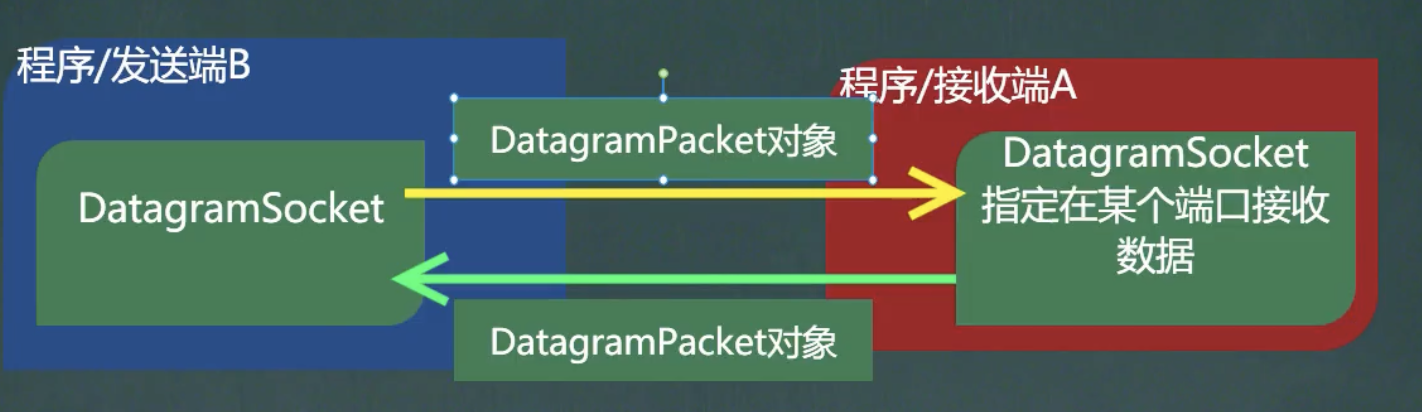 程序/发送端B
程序/接收端A
DatagramPacket对象
DatagramSocket
DatagramSocket
指定在某个端口接收
数据
DatagramPacket对象